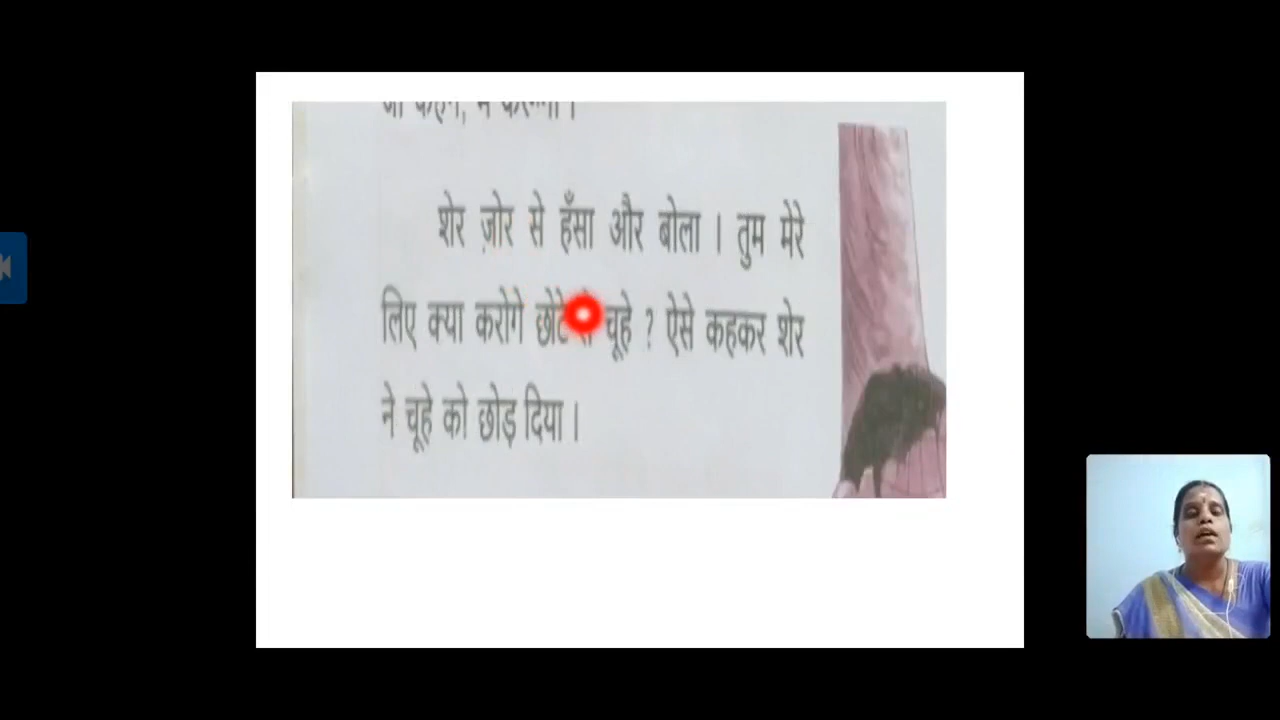 शेर ज़ोर से हँसा और बोला । तुम मेरे
लिए क्या करोगे छोटे चूहे ? ऐसे कहकर शेर
ने चूहे को छोड़ दिया ।